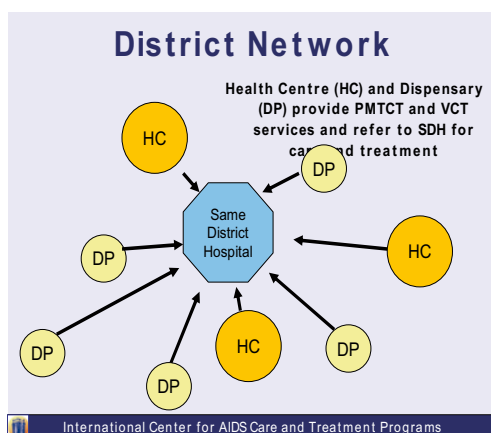 District Network
Health Centre (HC) and Dispensary
(DP) provide PMTCT and VCT
services and refer to SDH for
and treatment
HC
DP
Same
District
Hospital
DP
HC
DP
DP
HC
DP
International Center for AIDS Care and Treatment Programs